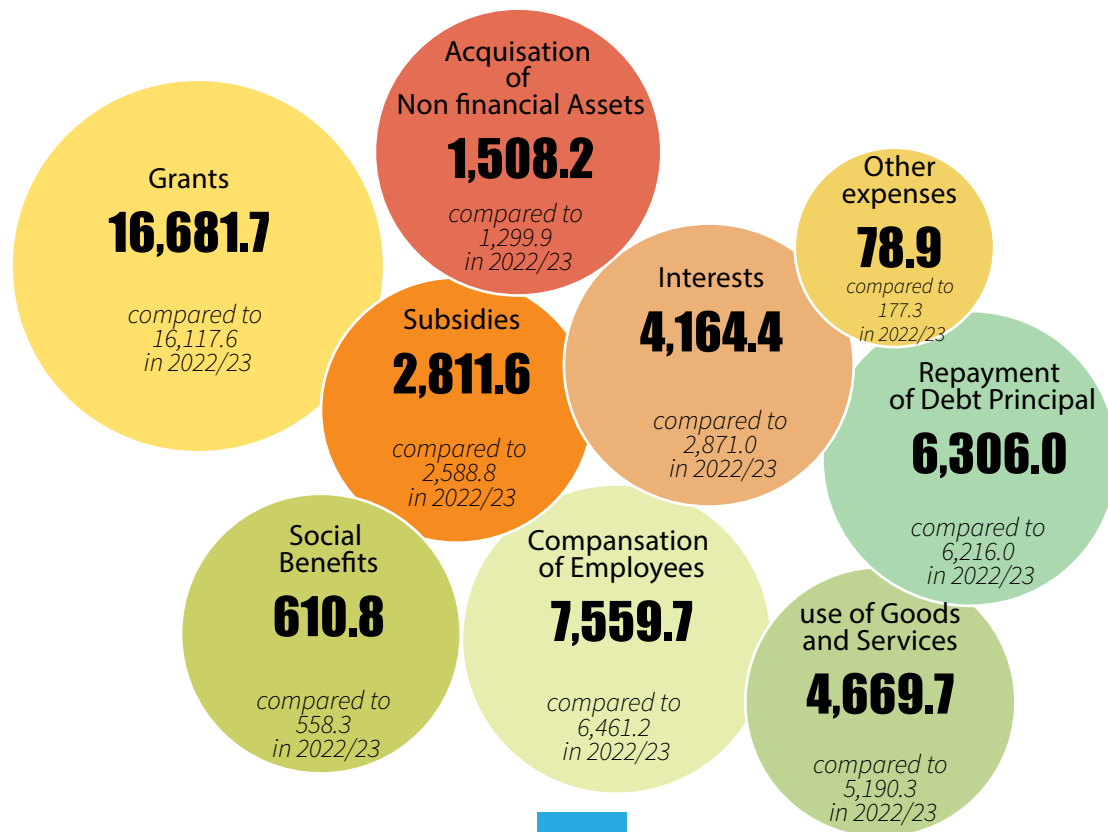 Acquisation
of
Non financial Assets
1,508.2
compared to
1,299.9
in 2022/23
Grants
16,681.7
compared to
16,117.6
in 2022/23
Other
expenses
78.9
compared to
177.3
in 2022/23
Interests
4,164.4
compared to
2,871.0
in 2022/23
Subsidies
2,811.6
compared to
2,588.8
in 2022/23
Repayment
of Debt Principal
6,306.0
compared to
6,216.0
in 2022/23
Social
Benefits
610.8
compared to
558.3
in 2022/23
Compansation
of Employees
7,559.7
compared to
6,461.2
in 2022/23
use of Goods
and Services
4,669.7
compared to
5,190.3
in 2022/23